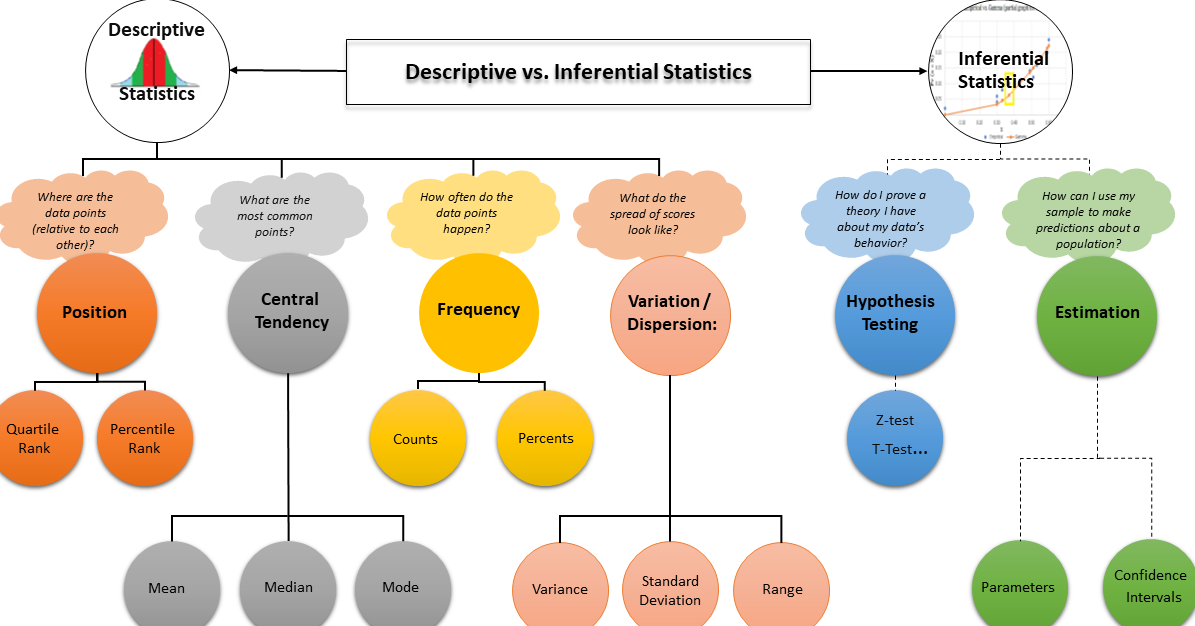 Descriptive
Statistics
Descriptive vs. Inferential Statistics
Inferential
Statistics
Where are the
data points
(relative to each
other)?
What are the
most common
points?
How often do the
data points
happen?
What do the
spread of scores
look like?
How do I prove a
theory I have
about my data's
behavior?
How can I use my
sample to make
predictions about a
population?
Position
Central
Tendency
Frequency
Variation /
Dispersion:
Hypothesis
Testing
Estimation
Quartile
Rank
Percentile
Rank
Counts
Percents
Z-test
T-Test...
Mean
Median
Mode
Variance
Standard
Deviation
Range
Parameters
Confidence
Intervals